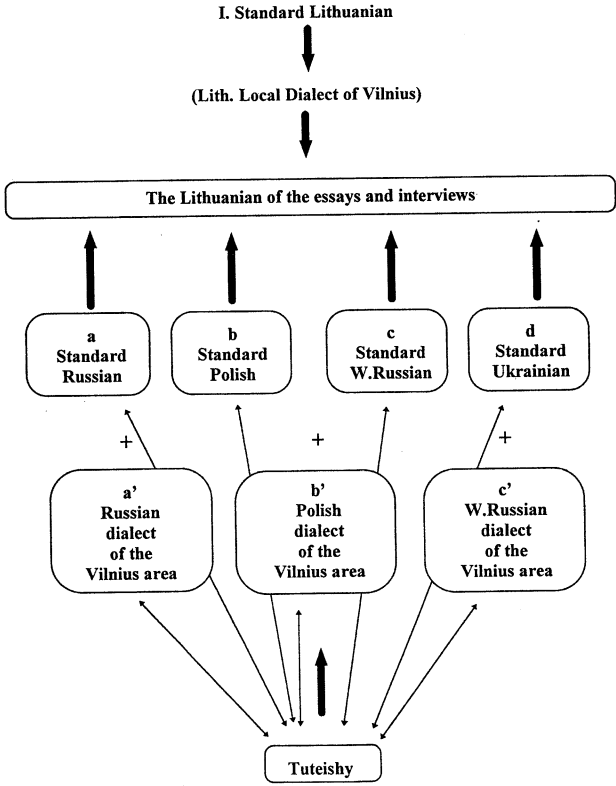 I. Standard Lithuanian
(Lith. Local Dialect of Vilnius)
The Lithuanian of the essays and interviews
a
Standard
Russian
b
Standard
Polish
c
Standard
W.Russian
d
Standard
Ukrainian
+
+
+
a’
Russian
dialect
of the
Vilnius area
b’
Polish
dialect
of the
Vilnius area
c’
W.Russian
dialect
of the
Vilnius area
Tuteishy